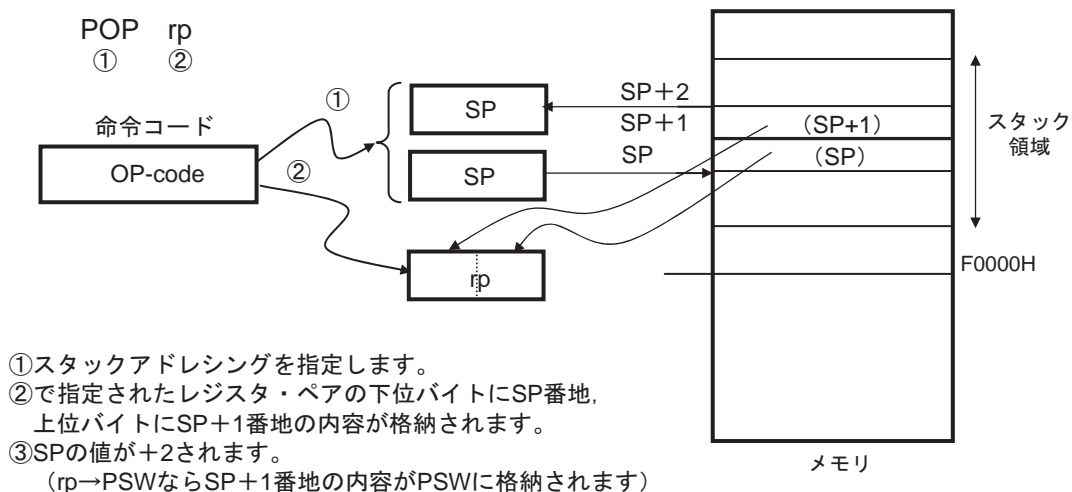 POP rp
① ②
命令コード
OP-code
①
②
SP
SP
rp
SP+2
SP+1
SP
(SP+1)
(SP)
スタック
領域
F0000H
メモリ
①スタックアドレシングを指定します。
②で指定されたレジスタ・ペアの下位バイトにSP番地,
上位バイトにSP+1番地の内容が格納されます。
③SPの値が+2されます。
(rp→PSWならSP+1番地の内容がPSWに格納されます)